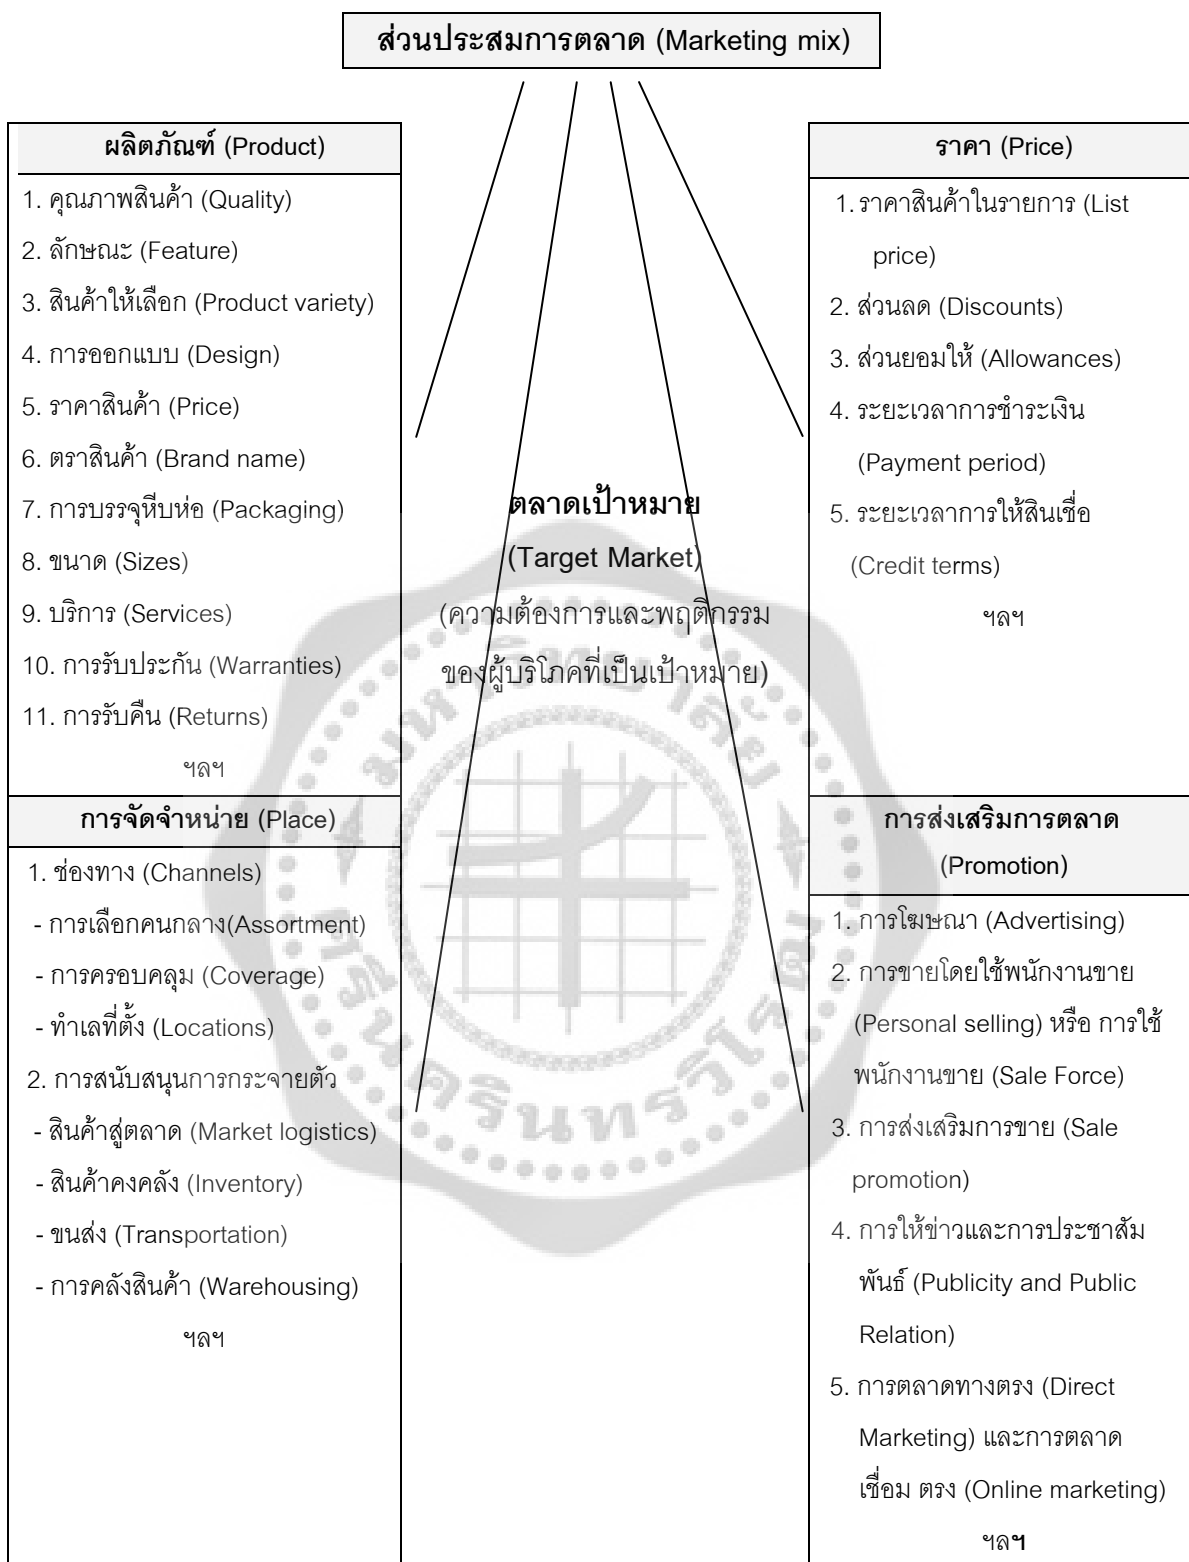 ส่วนประสมการตลาด (Marketing mix)
ผลิตภัณฑ์ (Product)
1. คุณภาพสินค้า (Quality)
2. ลักษณะ (Feature)
3. สินค้าให้เลือก (Product variety)
4. การออกแบบ (Design)
5. ราคาสินค้า (Price)
6. ตราสินค้า (Brand name)
7. การบรรจุหีบห่อ (Packaging)
8. ขนาด (Sizes)
9. บริการ (Services)
10. การรับประกัน (Warranties)
11. การรับคืน (Returns)
ฯลฯ
ราคา (Price)
1. ราคาสินค้าในรายการ (List
price)
2. ส่วนลด (Discounts)
3. ส่วนยอมให้ (Allowances)
4. ระยะเวลาการชำระเงิน
(Payment period)
5. ระยะเวลาการให้สินเชื่อ
(Credit terms)
ฯลฯ
ตลาดเป้าหมาย
(Target Market)
(ความต้องการและพฤติกรรม
ของผู้บริโภคที่เป็นเป้าหมาย)
การจัดจำหน่าย (Place)
1. ช่องทาง (Channels)
- การเลือกคนกลาง(Assortment)
- การครอบคลุม (Coverage)
- ทำเลที่ตั้ง (Locations)
2. การสนับสนุนการกระจายตัว
- สินค้าสู่ตลาด (Market logistics)
- สินค้าคงคลัง (Inventory)
- ขนส่ง (Transportation)
- การคลังสินค้า (Warehousing)
ฯลฯ
การส่งเสริมการตลาด
(Promotion)
1. การโฆษณา (Advertising)
2. การขายโดยใช้พนักงานขาย
(Personal selling) หรือ การใช้
พนักงานขาย (Sale Force)
3. การส่งเสริมการขาย (Sale
promotion)
4. การให้ข่าวและการประชาสัม
พันธ์ (Publicity and Public
Relation)
5. การตลาดทางตรง (Direct
Marketing) และการตลาด
เชื่อม ตรง (Online marketing)
ฯลฯ
มหาวิทยาลัย
ศรีนครินทรวิโรฒ